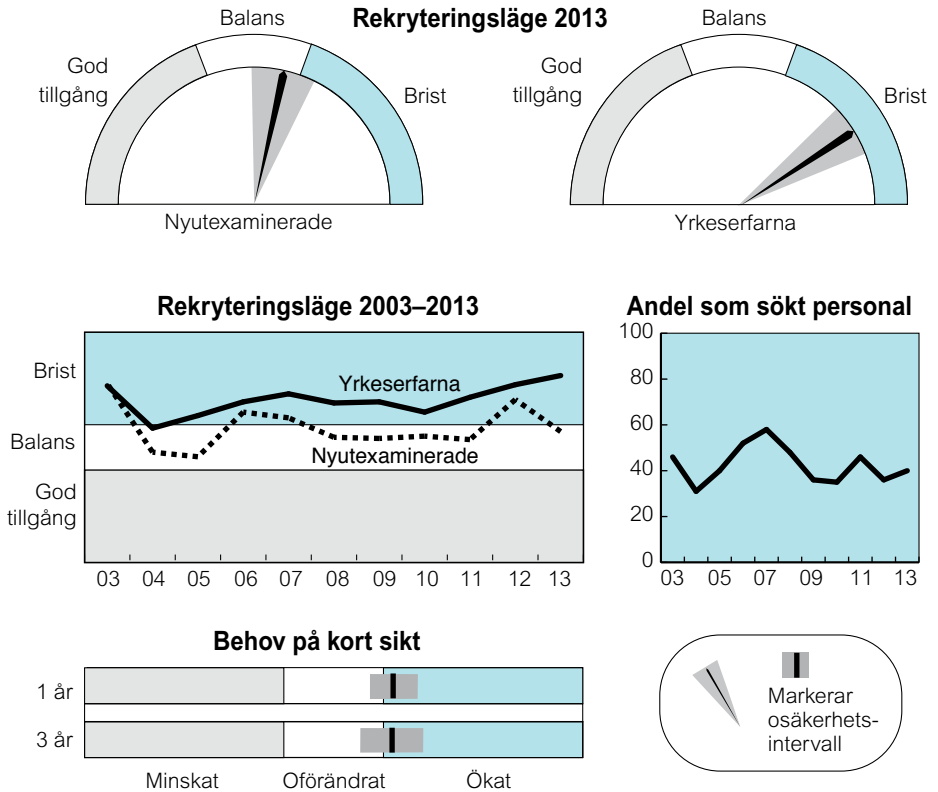 Rekryteringsläge 2013
Balans
God
tillgång
Brist
Nyutexaminerade
Balans
God
tillgång
Brist
Yrkeserfarna
Rekryteringsläge 2003–2013
Brist
Balans
God
tillgång
Yrkeserfarna
Nyutexaminerade
03 04 05 06 07 08 09 10 11 12 13
Andel som sökt personal
100
80
60
40
20
0
03 05 07 09 11 13
Behov på kort sikt
1 år
3 år
Minskat Oförändrat Ökat
Markerar
osäkerhets-
intervall